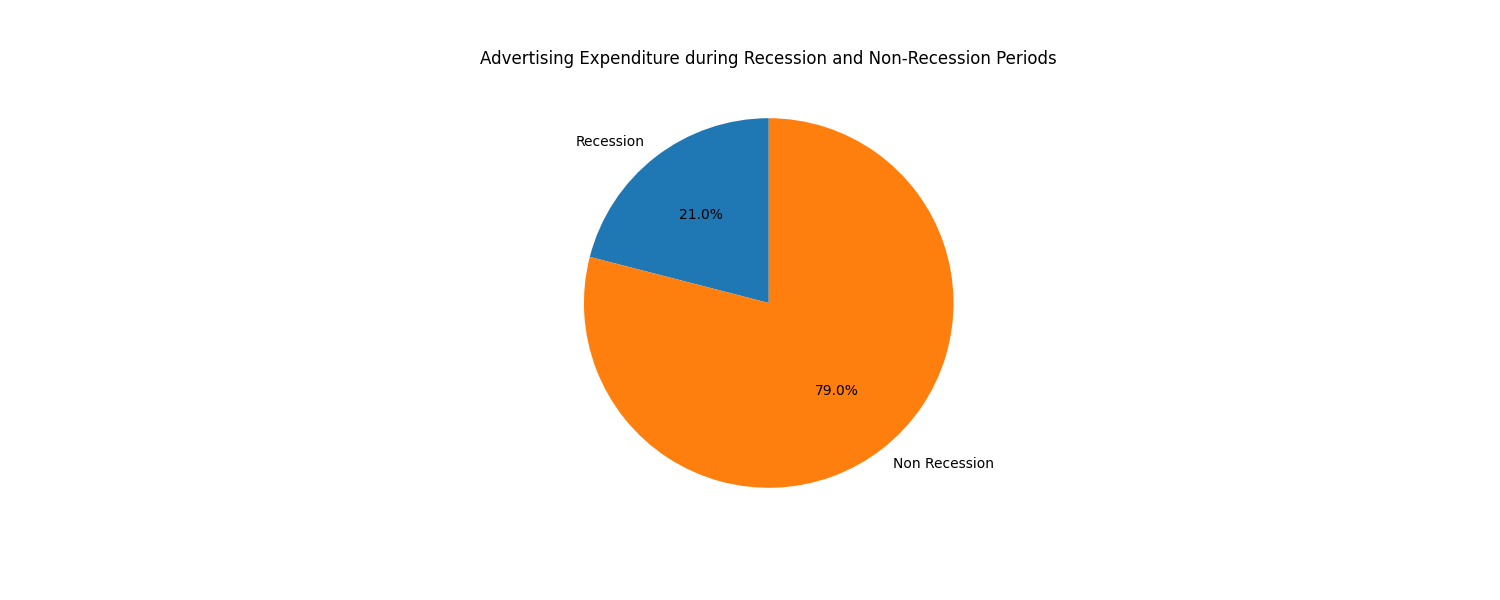 Advertising Expenditure during Recession and Non-Recession Periods
Recession
21.0%
79.0%
Non Recession